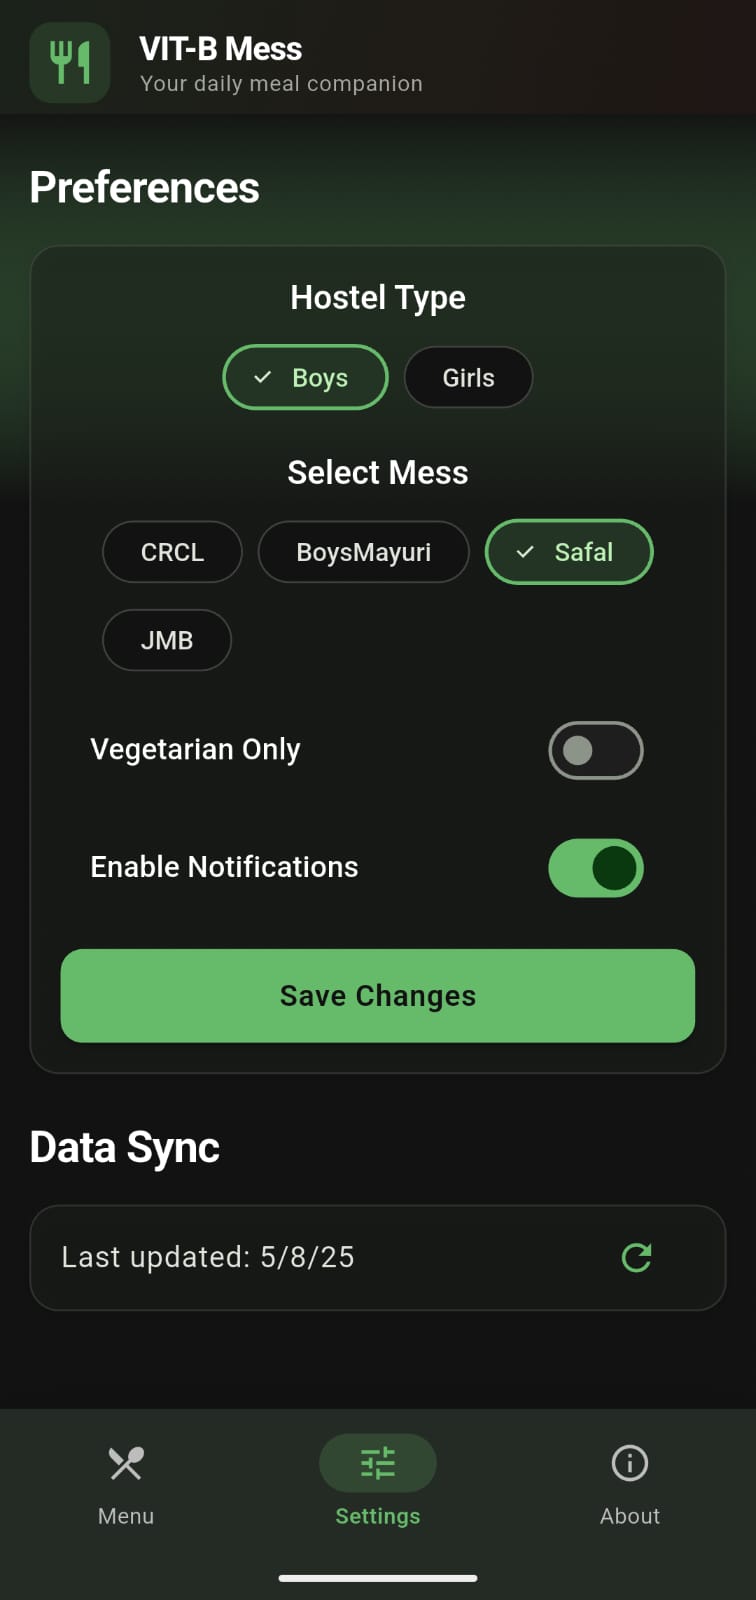 VIT-B Mess
Your daily meal companion
Preferences
Hostel Type
Boys
Girls
Select Mess
CRCL
BoysMayuri
Safal
JMB
Vegetarian Only
Enable Notifications
Save Changes
Data Sync
Last updated: 5/8/25
Menu
Settings
About